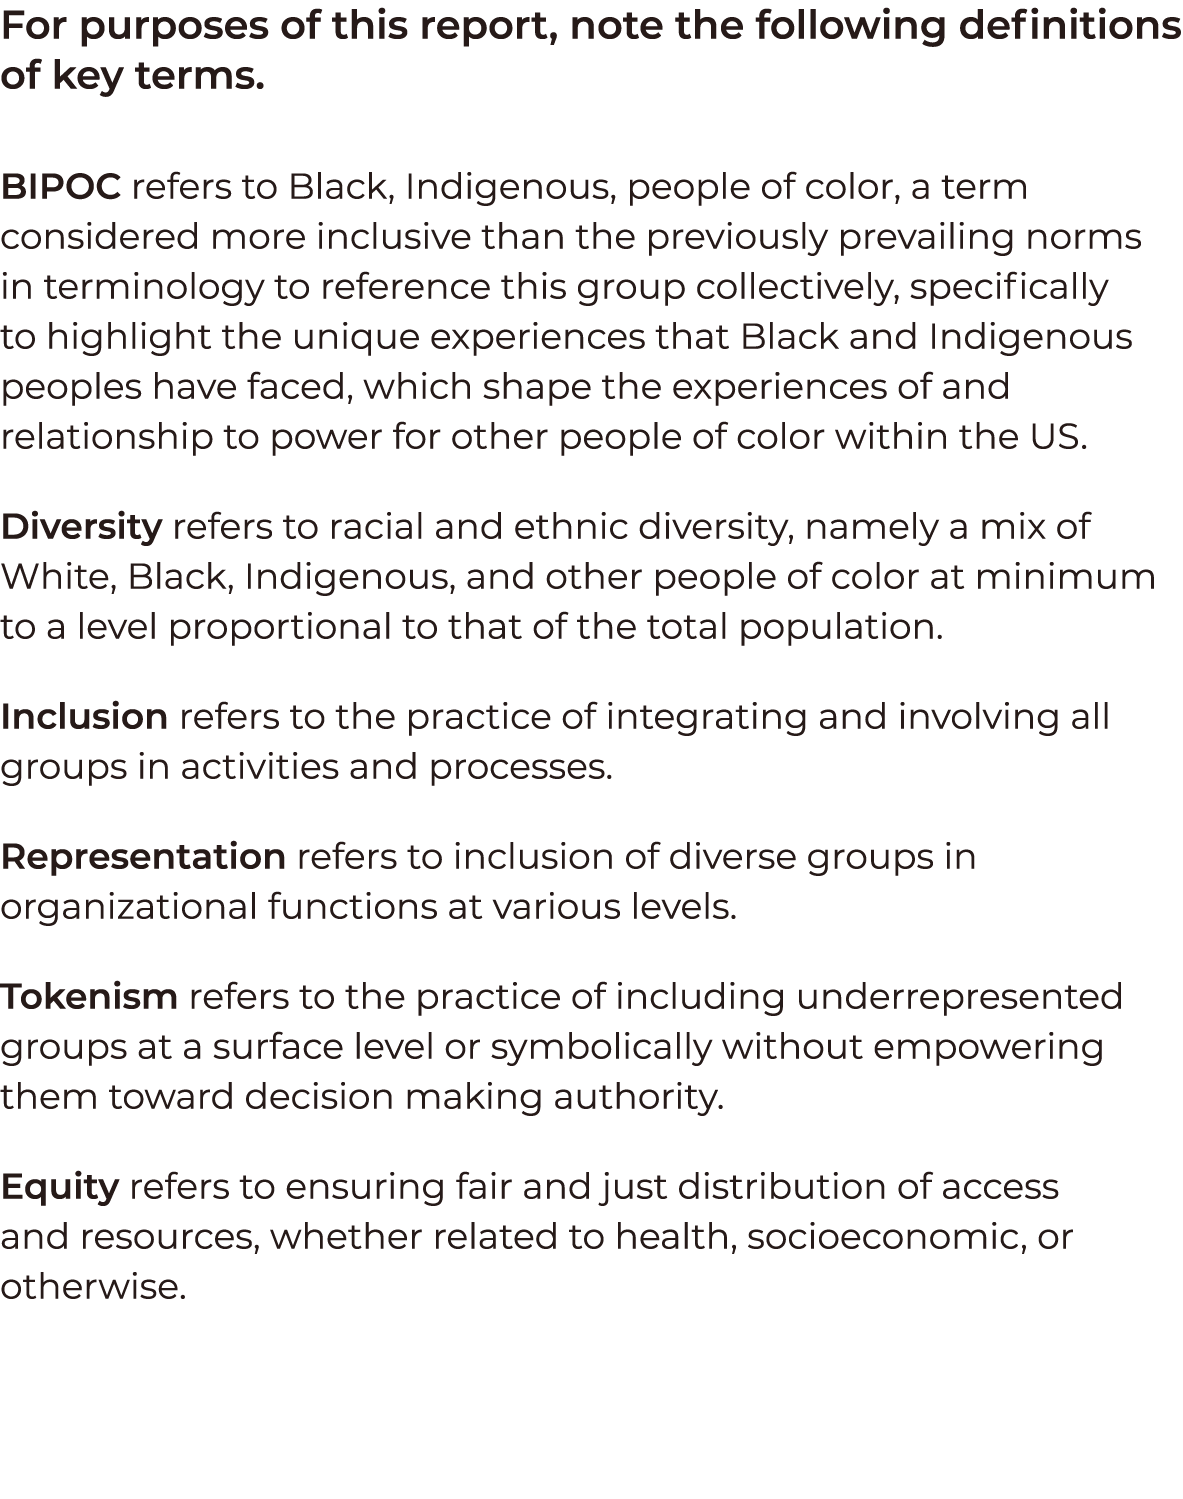 For purposes of this report, note the following definitions
of key terms.
BIPOC refers to Black, Indigenous, people of color, a term
considered more inclusive than the previously prevailing norms
in terminology to reference this group collectively, specifically
to highlight the unique experiences that Black and Indigenous
peoples have faced, which shape the experiences of and
relationship to power for other people of color within the US.
Diversity refers to racial and ethnic diversity, namely a mix of
White, Black, Indigenous, and other people of color at minimum
to a level proportional to that of the total population.
Inclusion refers to the practice of integrating and involving all
groups in activities and processes.
Representation refers to inclusion of diverse groups in
organizational functions at various levels.
Tokenism refers to the practice of including underrepresented
groups at a surface level or symbolically without empowering
them toward decision making authority.
Equity refers to ensuring fair and just distribution of access
and resources, whether related to health, socioeconomic, or
otherwise.